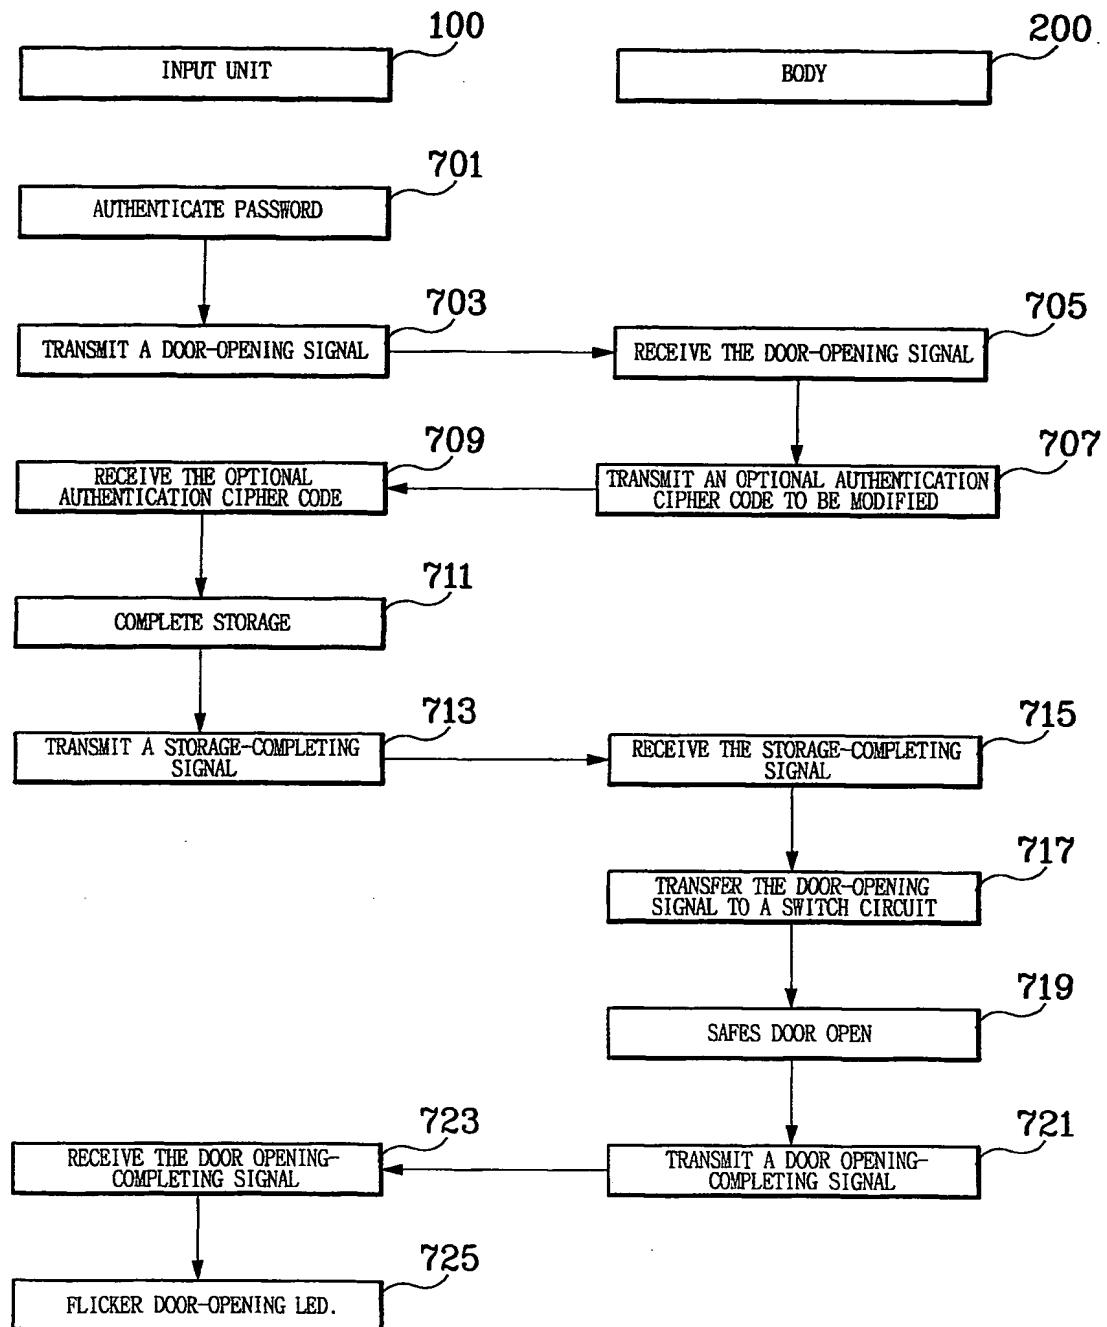 100
200
INPUT UNIT
BODY
701
AUTHENTICATE PASSWORD
703
705
TRANSMIT A DOOR-OPENING SIGNAL
RECEIVE THE DOOR-OPENING SIGNAL
709
707
RECEIVE THE OPTIONAL
AUTHENTICATION CIPHER CODE
TRANSMIT AN OPTIONAL AUTHENTICATION
CIPHER CODE TO BE MODIFIED
711
COMPLETE STORAGE
713
715
TRANSMIT A STORAGE-COMPLETING
SIGNAL
RECEIVE THE STORAGE-COMPLETING
SIGNAL
717
TRANSFER THE DOOR-OPENING
SIGNAL TO A SWITCH CIRCUIT
719
SAFES DOOR OPEN
723
721
RECEIVE THE DOOR OPENING-
COMPLETING SIGNAL
TRANSMIT A DOOR OPENING-
COMPLETING SIGNAL
725
FLICKER DOOR-OPENING LED.